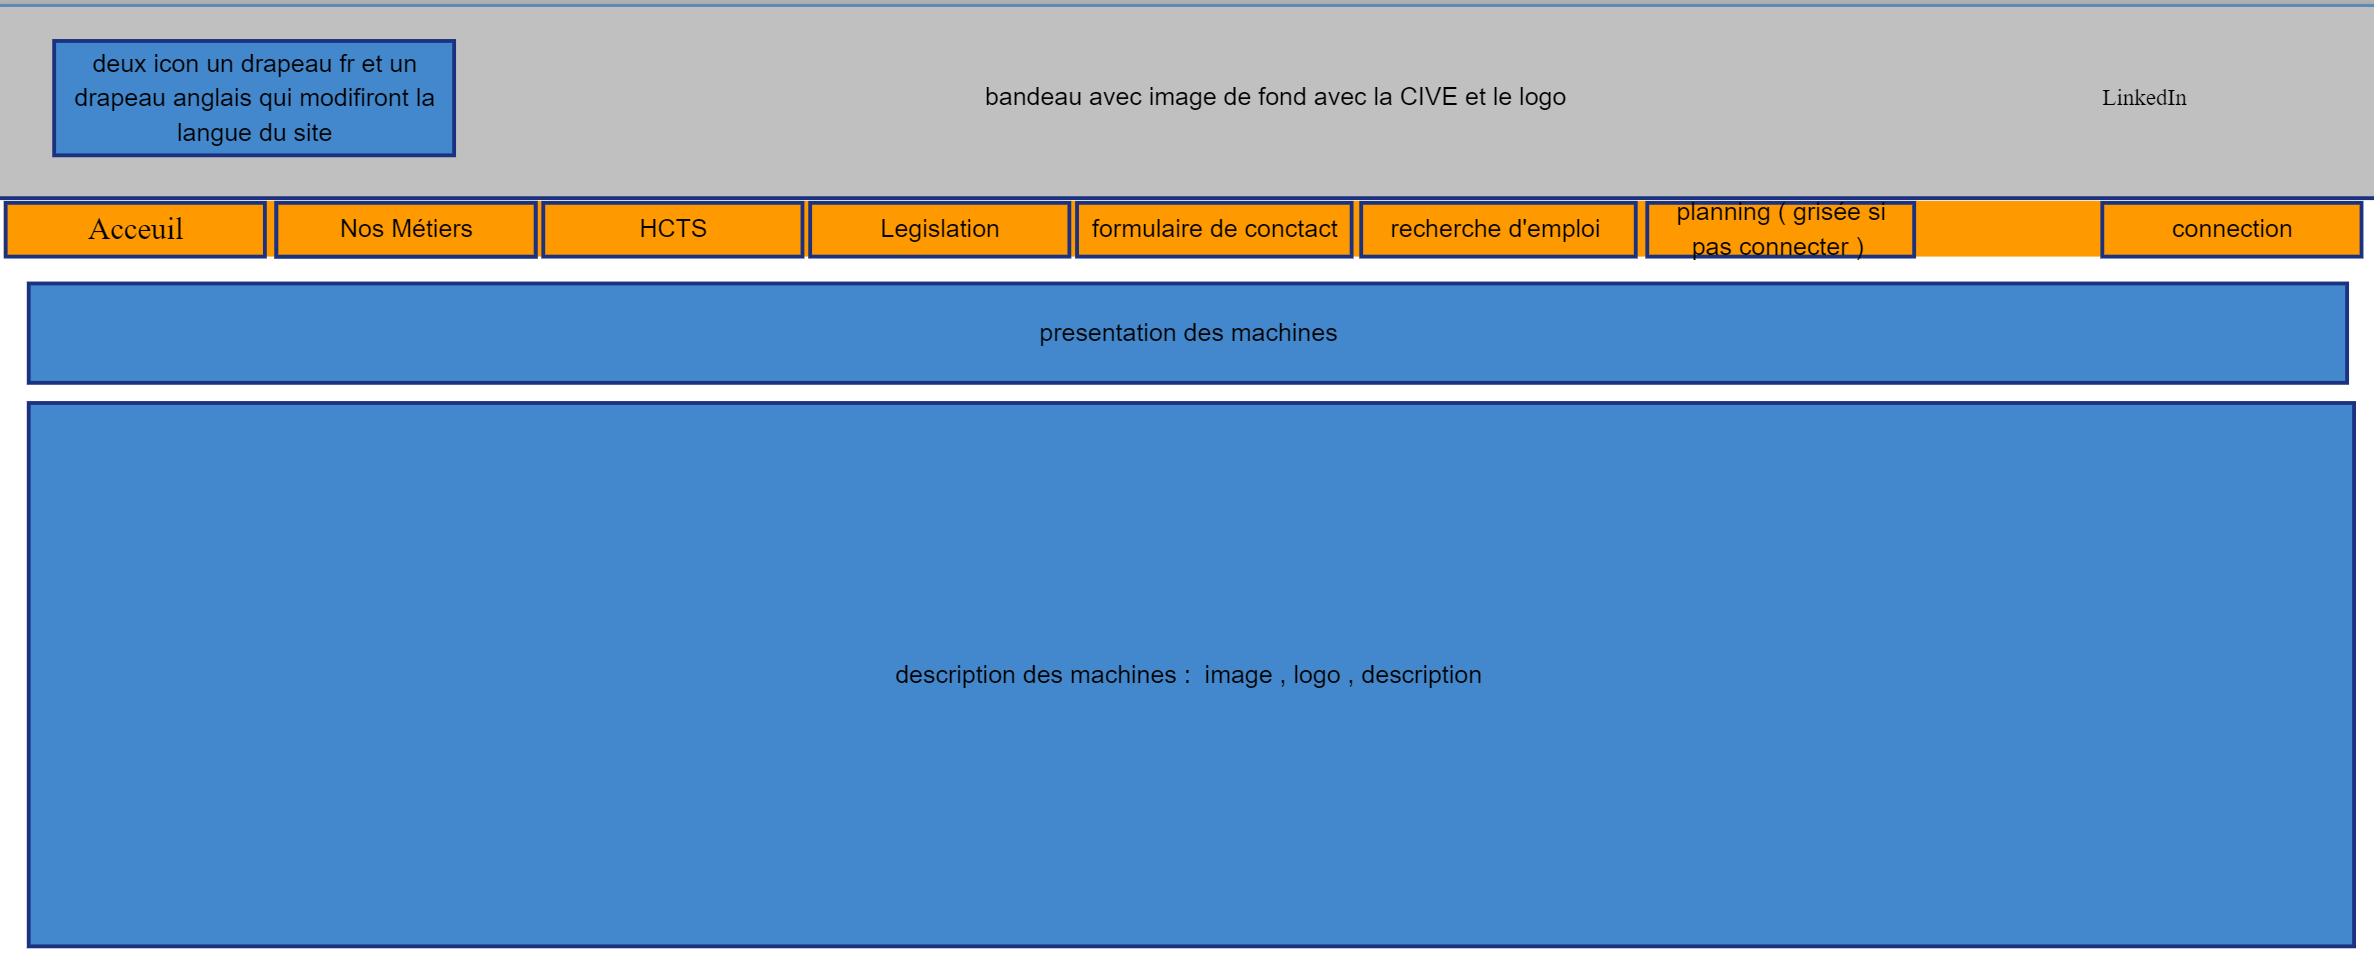 deux icon un drapeau fr et un
drapeau anglais qui modifiront la
langue du site
bandeau avec image de fond avec la CIVE et le logo
LinkedIn
Acceuil
Nos Métiers
HCTS
Legislation
formulaire de conctact
recherche d'emploi
planning ( grisée si
pas connecter )
connection
presentation des machines
description des machines :  image , logo , description